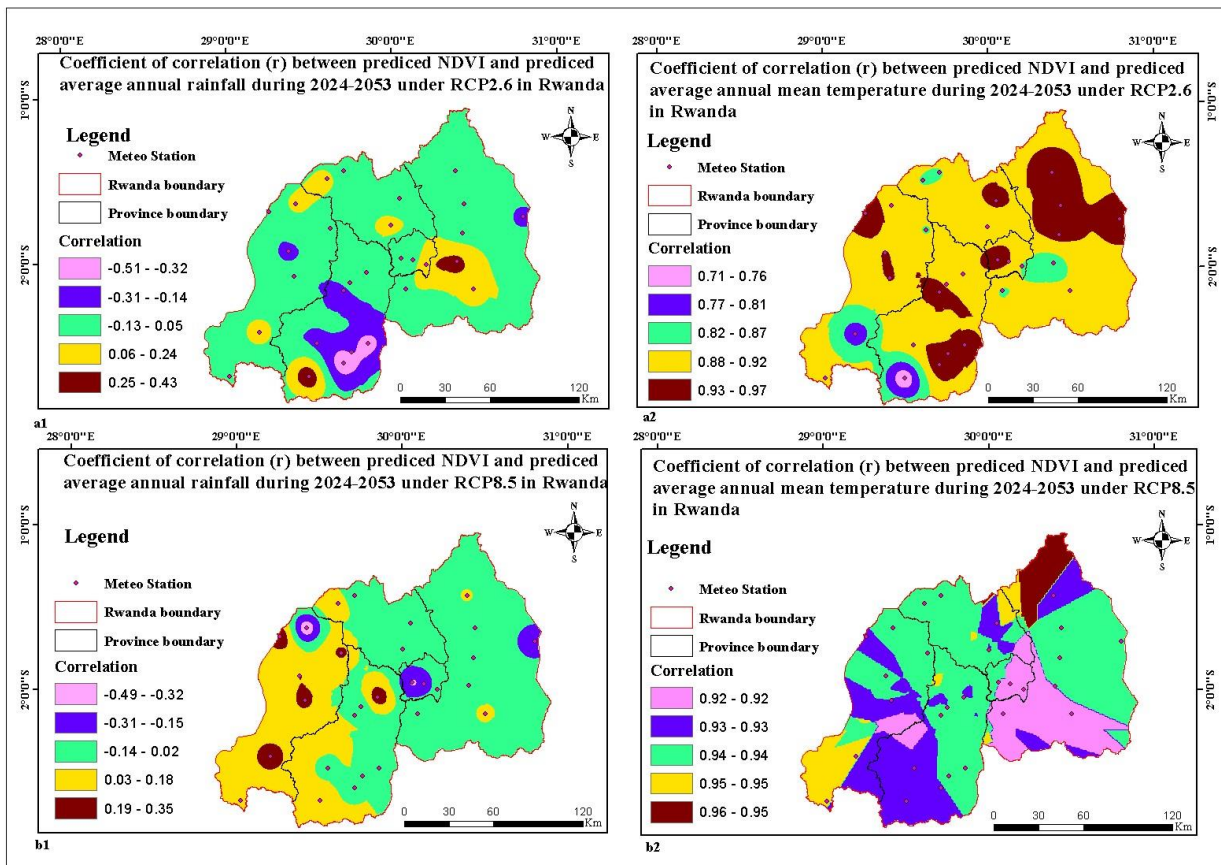 28°0'0"E 29°0'0"E 30°0'0"E 31°0'0"E
Coefficient of correlation (r) between prediced NDVI and prediced
average annual rainfall during 2024-2053 under RCP2.6 in Rwanda
1°0'0"S
2°0'0"S
N
W E
S
Legend
Meteo Station
Rwanda boundary
Province boundary
Correlation
-0.51 - -0.32
-0.31 - -0.14
-0.13 - 0.05
0.06 - 0.24
0.25 - 0.43
0 30 60 120
Km
a1
28°0'0"E 29°0'0"E 30°0'0"E 31°0'0"E
Coefficient of correlation (r) between prediced NDVI and prediced
average annual mean temperature during 2024-2053 under RCP2.6
in Rwanda
1°0'0"S
2°0'0"S
N
W E
S
Legend
Meteo Station
Rwanda boundary
Province boundary
Correlation
0.71 - 0.76
0.77 - 0.81
0.82 - 0.87
0.88 - 0.92
0.93 - 0.97
0 30 60 120
Km
a2
28°0'0"E 29°0'0"E 30°0'0"E 31°0'0"E
Coefficient of correlation (r) between prediced NDVI and prediced
average annual rainfall during 2024-2053 under RCP8.5 in Rwanda
1°0'0"S
2°0'0"S
N
W E
S
Legend
Meteo Station
Rwanda boundary
Province boundary
Correlation
-0.49 - -0.32
-0.31 - -0.15
-0.14 - 0.02
0.03 - 0.18
0.19 - 0.35
0 30 60 120
Km
b1
28°0'0"E 29°0'0"E 30°0'0"E 31°0'0"E
Coefficient of correlation (r) between prediced NDVI and prediced
average annual mean temperature during 2024-2053 under RCP8.5
in Rwanda
1°0'0"S
2°0'0"S
N
W E
S
Legend
Meteo Station
Rwanda boundary
Province boundary
Correlation
0.92 - 0.92
0.93 - 0.93
0.94 - 0.94
0.95 - 0.95
0.96 - 0.95
0 30 60 120
Km
b2